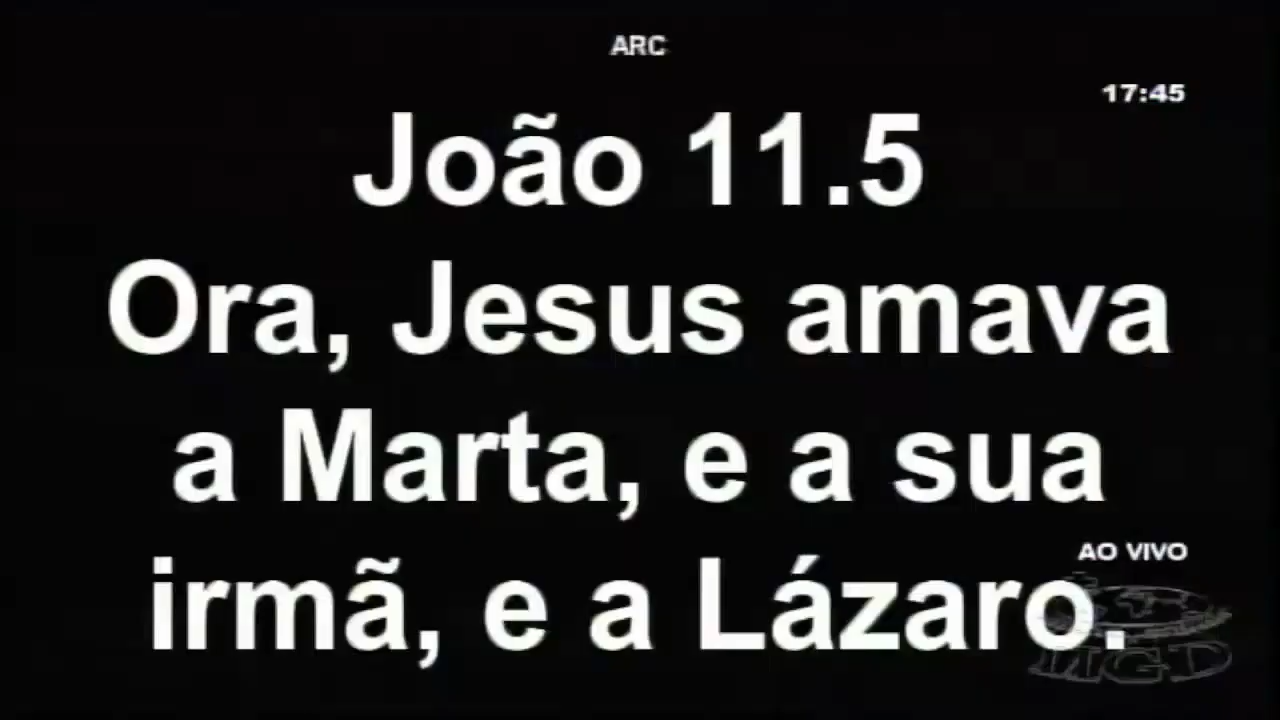 ARC
17:45
João 11.5
Ora, Jesus amava
a Marta, e a sua
AO VIVO
irmã, e a Lázaro.